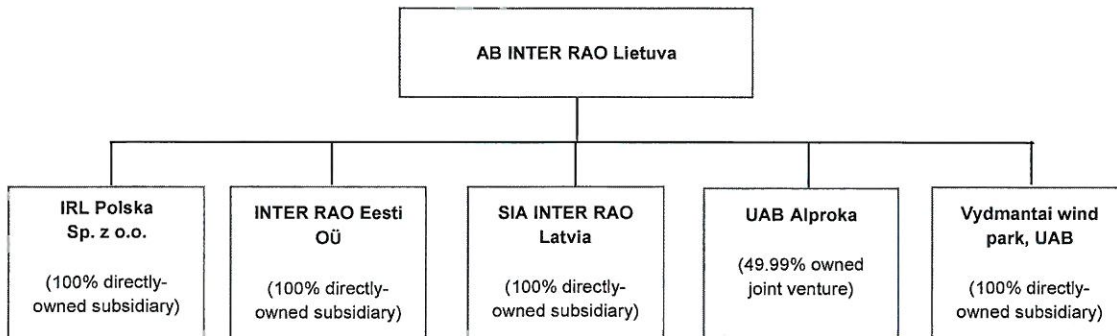 AB INTER RAO Lietuva
IRL Polska
Sp. z o.o.
(100% directly-
owned subsidiary)
INTER RAO Eesti
OÜ
(100% directly-
owned subsidiary)
SIA INTER RAO
Latvia
(100% directly-
owned subsidiary)
UAB Alproka
(49.99% owned
joint venture)
Vydmantai wind
park, UAB
(100% directly-
owned subsidiary)